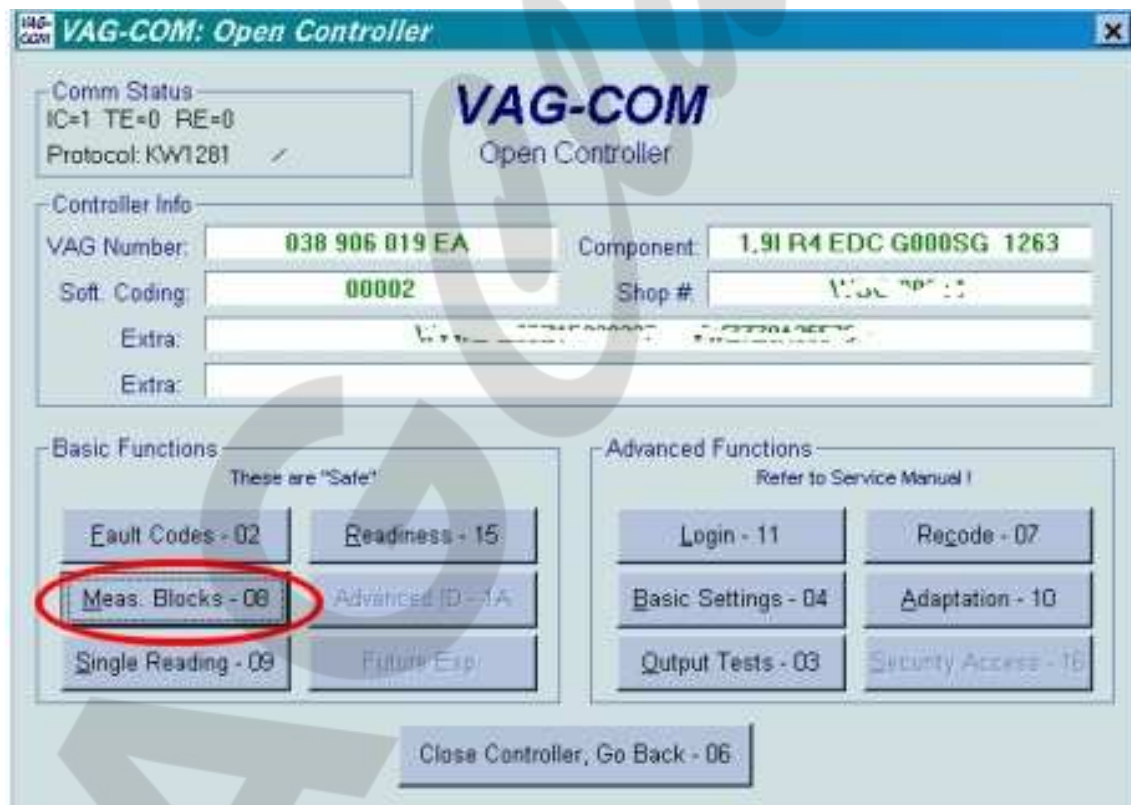 VAG-COM
VAG-COM: Open Controller
Comm Status
IC=1 TE=0 RE=0
Protocol: KW1281 /
VAG-COM
Open Controller
Controller Info
VAG Number: 038 906 019 EA Component: 1,9l R4 EDC G000SG 1263
Soft. Coding: 00002 Shop #:
Extra:
Extra:
Basic Functions
These are "Safe"
Fault Codes - 02 Readiness - 15
Meas. Blocks - 08 Advanced ID - 1A
Single Reading - 09 Future Exp.
Advanced Functions
Refer to Service Manual !
Login - 11 Recode - 07
Basic Settings - 04 Adaptation - 10
Output Tests - 03 Security Access - 16
Close Controller, Go Back - 06